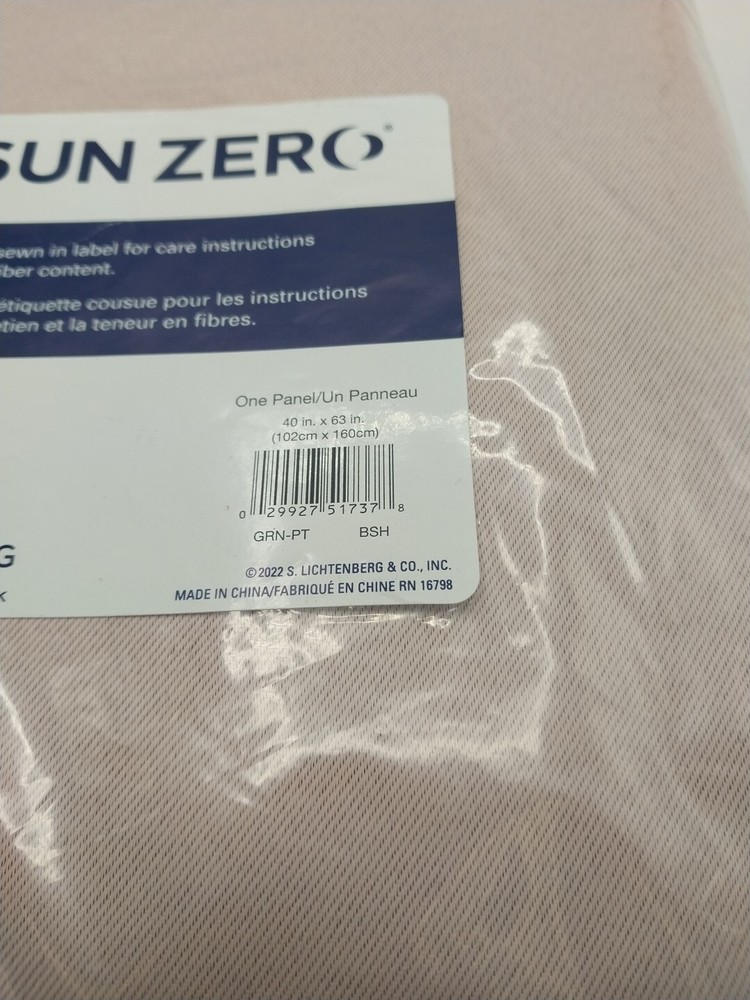 SUN ZERO®
sewn in label for care instructions
iber content.
étiquette cousue pour les instructions
tien et la teneur en fibres.
One Panel/Un Panneau
40 in. x 63 in.
(102cm x 160cm)
0 29927 51737 8
GRN-PT BSH
G
©2022 S. LICHTENBERG & CO., INC.
K
MADE IN CHINA/FABRIQUÉ EN CHINE RN 16798